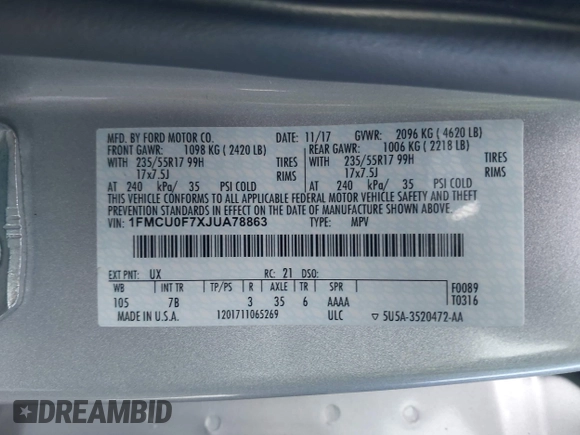 MFD. BY FORD MOTOR CO. DATE: 11/17 GVWR: 2096 KG ( 4620 LB)
FRONT GAWR: 1098 KG ( 2420 LB) REAR GAWR: 1006 KG ( 2218 LB)
WITH 235/55R17 99H TIRES WITH 235/55R17 99H TIRES
17x7.5J RIMS 17x7.5J RIMS
AT 240 kPa/ 35 PSI COLD AT 240 kPa/ 35 PSI COLD
THIS VEHICLE CONFORMS TO ALL APPLICABLE FEDERAL MOTOR VEHICLE SAFETY AND THEFT PREVENTION STANDARDS IN EFFECT ON THE DATE OF MANUFACTURE SHOWN ABOVE.
VIN: 1FMCU0F7XJUA78863 TYPE: MPV
EXT PNT: UX RC: 21 DSO: F0089
WB INT TR TP/PS R AXLE TR SPR T0316
105 7B 3 35 6 AAAA
MADE IN U.S.A. 1201711065269 ULC ▽ 5U5A-3520472-AA
DREAMBID